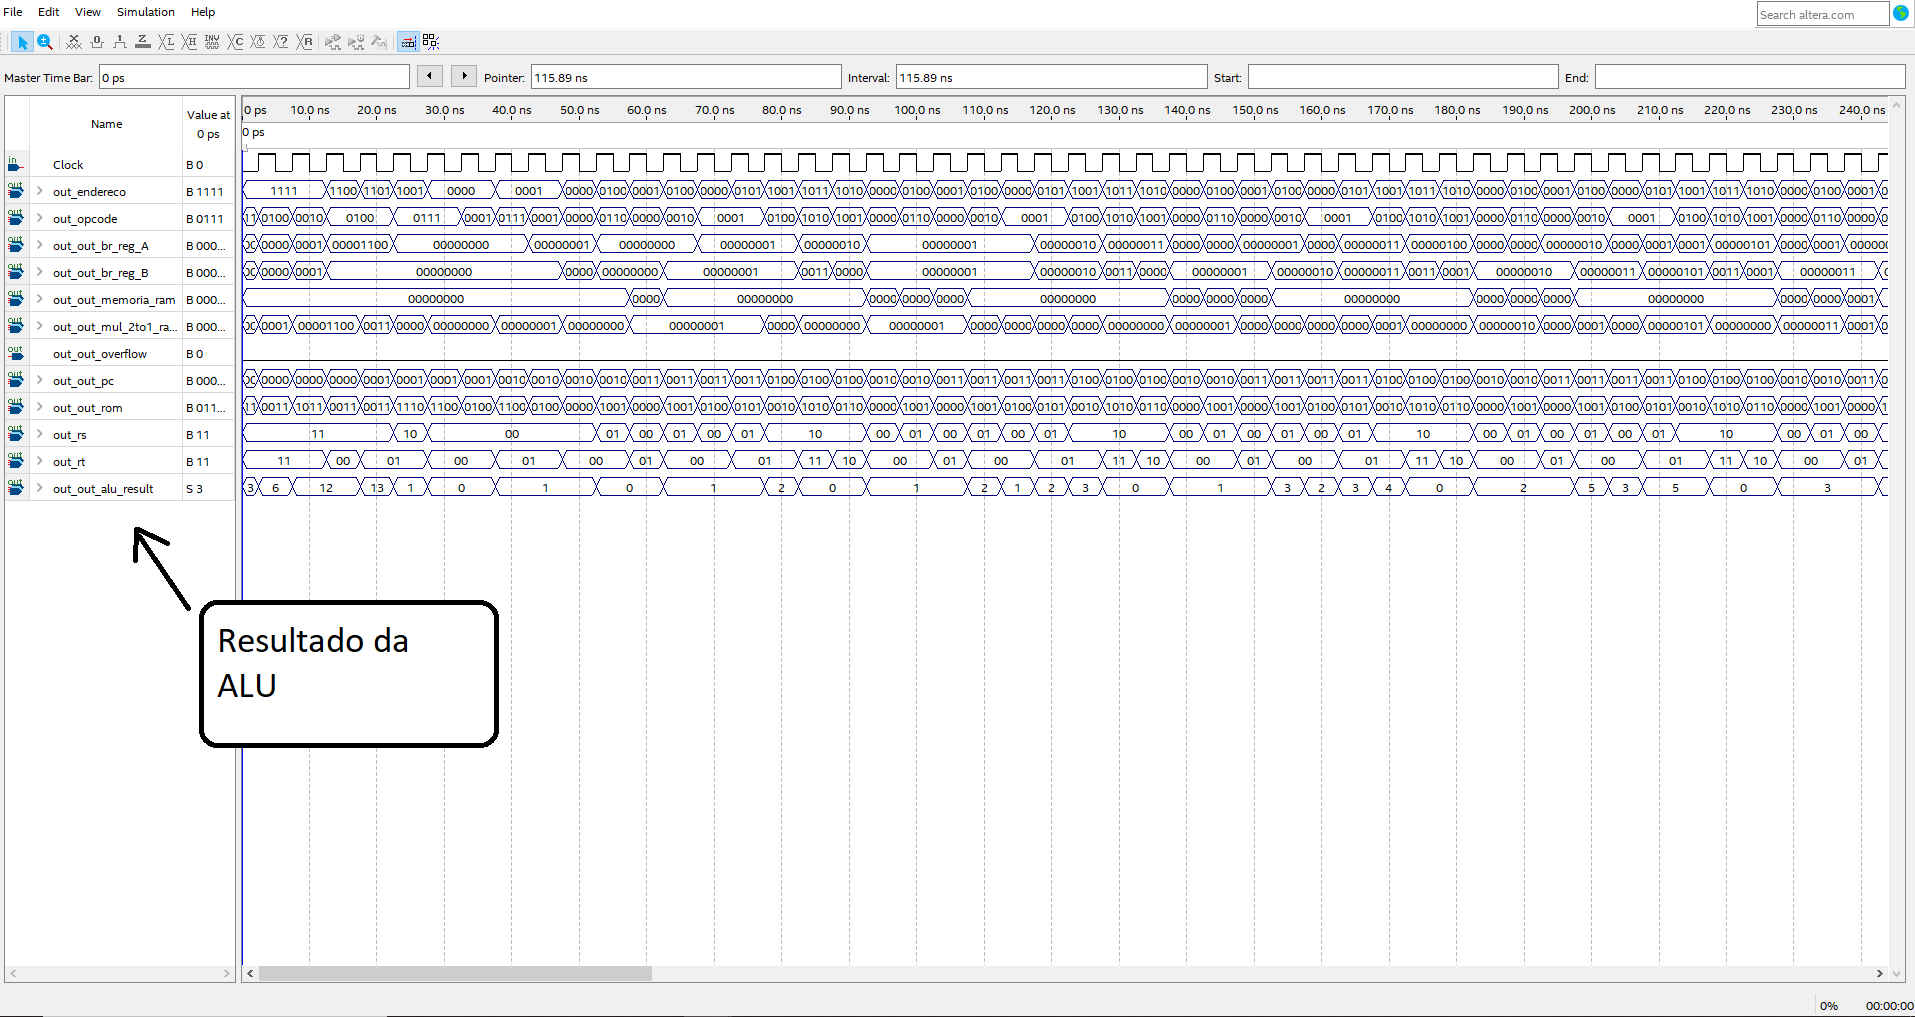 File Edit View Simulation Help
Search altera.com
Master Time Bar: 0 ps Pointer: 115.89 ns Interval: 115.89 ns Start: End:
Name Value at 0 ps
0 ps 10.0 ns 20.0 ns 30.0 ns 40.0 ns 50.0 ns 60.0 ns 70.0 ns 80.0 ns 90.0 ns 100.0 ns 110.0 ns 120.0 ns 130.0 ns 140.0 ns 150.0 ns 160.0 ns 170.0 ns 180.0 ns 190.0 ns 200.0 ns 210.0 ns 220.0 ns 230.0 ns 240.0 ns
0 ps
Clock B 0
out_endereco B 1111 1111 1100 1101 1001 0000 0001 0000 0100 0001 0100 0000 0101 1001 1011 1010 0000 0100 0001 0100 0000 0101 1001 1011 1010 0000 0100 0001 0100 0000 0101 1001 1011 1010 0000 0100 0001 0100 0000 0101 1001 1011 1010 0000 0100 0001
out_opcode B 0111 0100 0010 0100 0111 0001 0111 0001 0000 0110 0000 0010 0001 0100 1010 1001 0000 0110 0000 0010 0001 0100 1010 1001 0000 0110 0000 0010 0001 0100 1010 1001 0000 0110 0000 0010 0001 0100 1010 1001 0000 0110 0000
out_out_br_reg_A B 000... 0000 0001 00001100 00000000 00000001 00000000 00000001 00000010 00000001 00000010 00000011 0000 0000 00000001 0000 00000011 00000100 0000 0000 00000010 0000 0001 0001 00000101 0000 0001
out_out_br_reg_B B 000... 0000 0001 00000000 0000 00000000 00000001 0011 0000 00000001 00000010 0011 0000 00000001 00000010 00000011 0011 0001 00000010 00000011 00000101 0011 0001 00000011
out_out_memoria_ram B 000... 00000000 0000 00000000 0000 0000 0000 00000000 0000 0000 0000 00000000 0000 0000 0000 00000000 0000 0000 0001
out_out_mul_2to1_ra... B 000... 0001 00001100 0011 0000 00000000 00000001 00000000 00000001 0000 00000000 00000001 0000 0000 0000 0000 00000000 00000001 0000 0000 0000 0001 00000000 00000010 0000 0001 00000101 00000000 00000011 0001
out_out_overflow B 0
out_out_pc B 000... 0000 0000 0000 0001 0001 0001 0001 0010 0010 0010 0010 0011 0011 0011 0011 0100 0100 0100 0010 0010 0011 0011 0011 0011 0100 0100 0100 0010 0010 0011 0011 0011 0011 0100 0100 0100 0010 0010 0011 0011 0011 0011 0100 0100 0100 0010 0010 0011
out_out_rom B 011... 0011 1011 0011 0011 1110 1100 0100 1100 0100 0000 1001 0000 1001 0100 0101 0010 1010 0110 0000 1001 0000 1001 0100 0101 0010 1010 0110 0000 1001 0000 1001 0100 0101 0010 1010 0110 0000 1001 0000 1001 0100 0101 0010 1010 0110 0000 1001 0000
out_rs B 11 11 10 00 01 00 01 00 01 10 00 01 00 01 00 01 10 00 01 00 01 00 01 10 00 01 00 01 00 01 10 00 01 00
out_rt B 11 11 00 01 00 01 00 01 00 01 11 10 00 01 00 01 11 10 00 01 00 01 11 10 00 01 00 01 11 10 00 01
out_out_alu_result S 3 3 6 12 13 1 0 1 0 1 2 0 1 2 1 2 3 0 1 3 2 3 4 0 2 5 3 5 0 3
Resultado da
ALU
0% 00:00:00